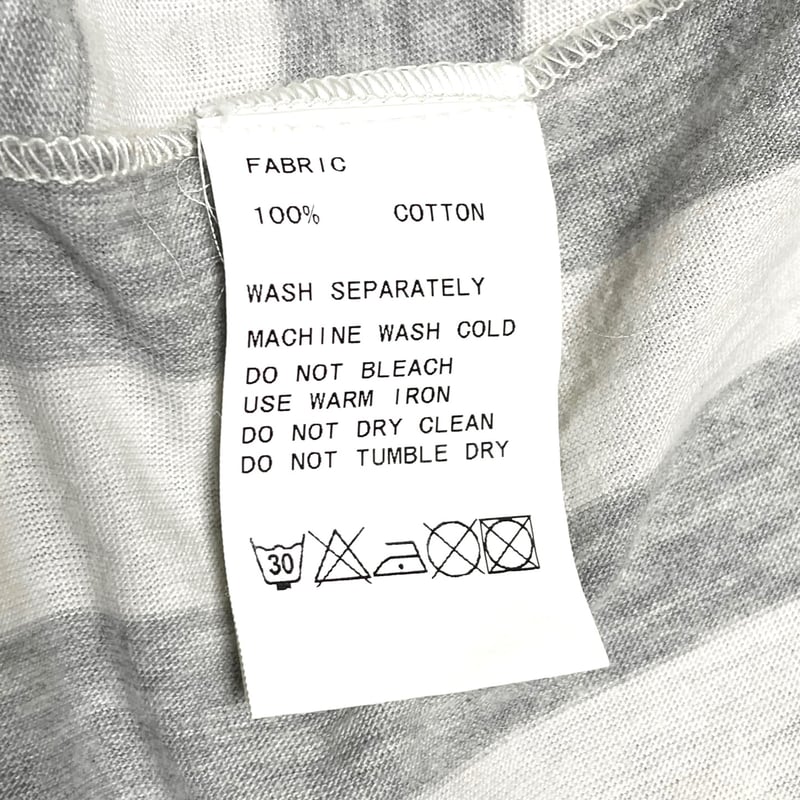 FABRIC
100% COTTON
WASH SEPARATELY
MACHINE WASH COLD
DO NOT BLEACH
USE WARM IRON
DO NOT DRY CLEAN
DO NOT TUMBLE DRY
30